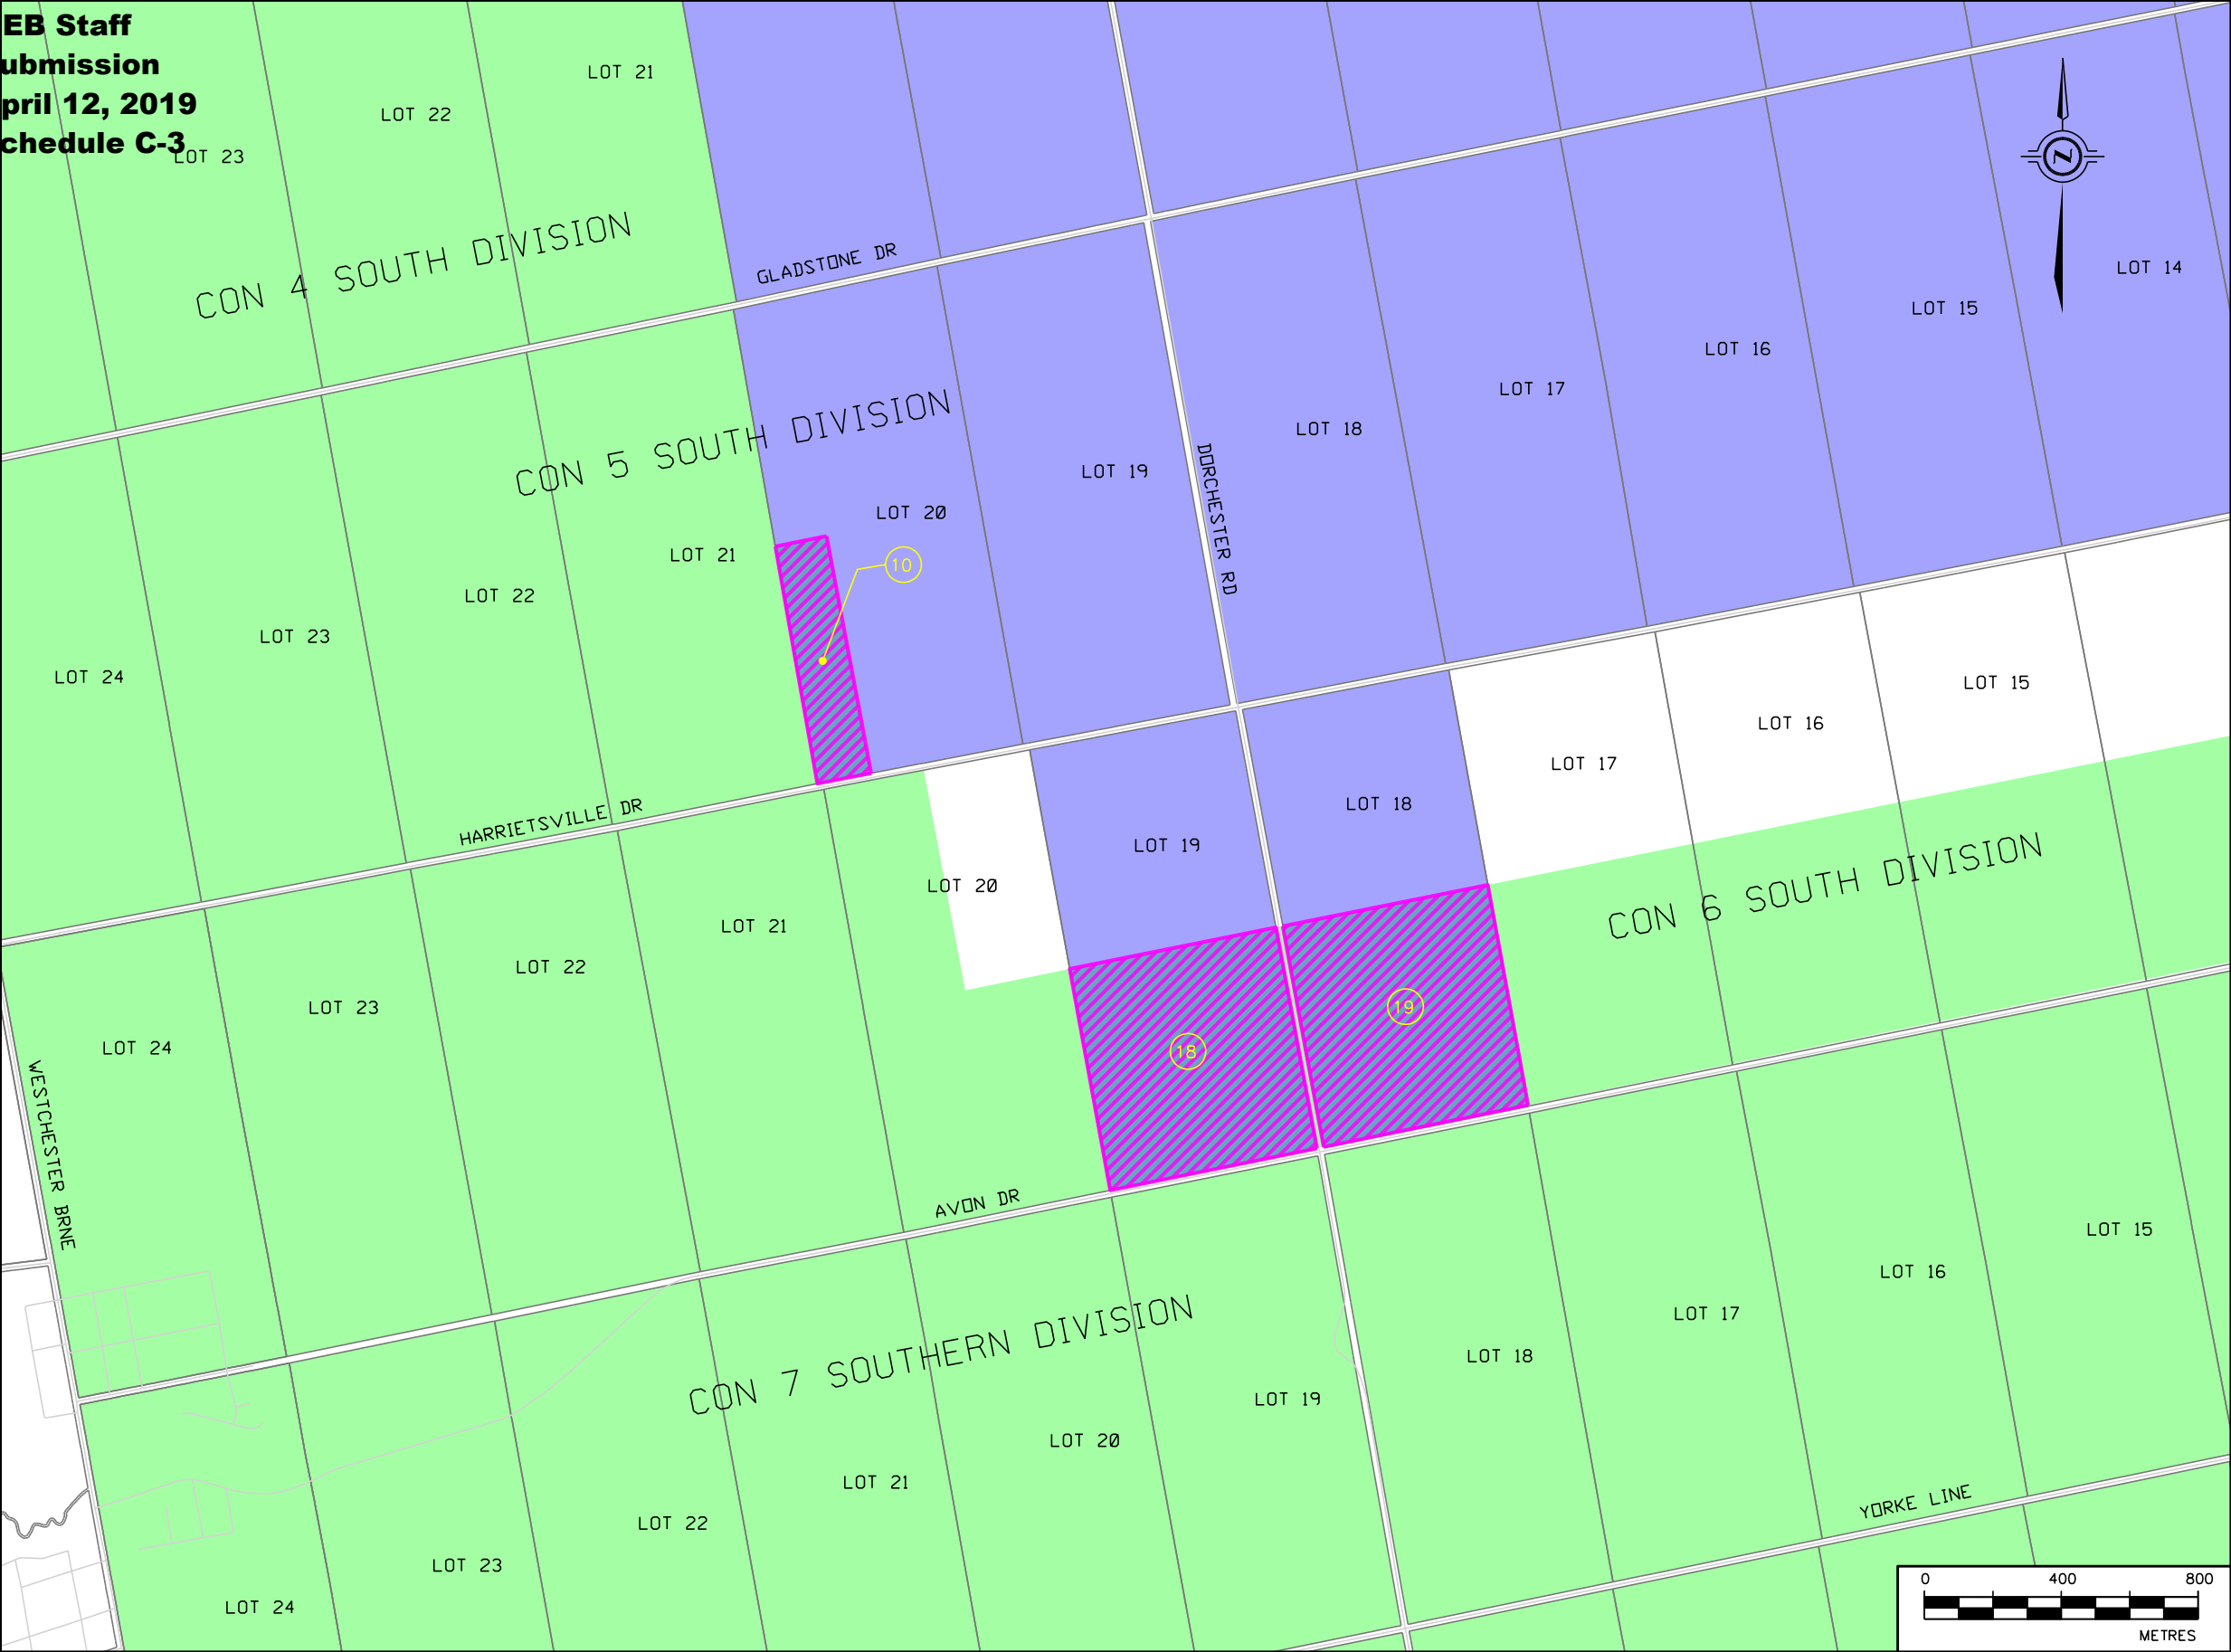 EB Staff
ubmission
pril 12, 2019
chedule C-3
LOT 21
LOT 22
LOT 23
CON 4 SOUTH DIVISION
GLADSTONE DR
N
LOT 14
LOT 15
LOT 16
LOT 17
LOT 18
LOT 19
LOT 20
LOT 21
LOT 22
LOT 23
LOT 24
CON 5 SOUTH DIVISION
DORCHESTER RD
10
HARRIETSVILLE DR
LOT 15
LOT 16
LOT 17
LOT 18
LOT 19
LOT 20
LOT 21
LOT 22
LOT 23
LOT 24
CON 6 SOUTH DIVISION
19
18
WESTCHESTER BRNE
AVON DR
CON 7 SOUTHERN DIVISION
LOT 15
LOT 16
LOT 17
LOT 18
LOT 19
LOT 20
LOT 21
LOT 22
LOT 23
LOT 24
YORKE LINE
0 400 800
METRES